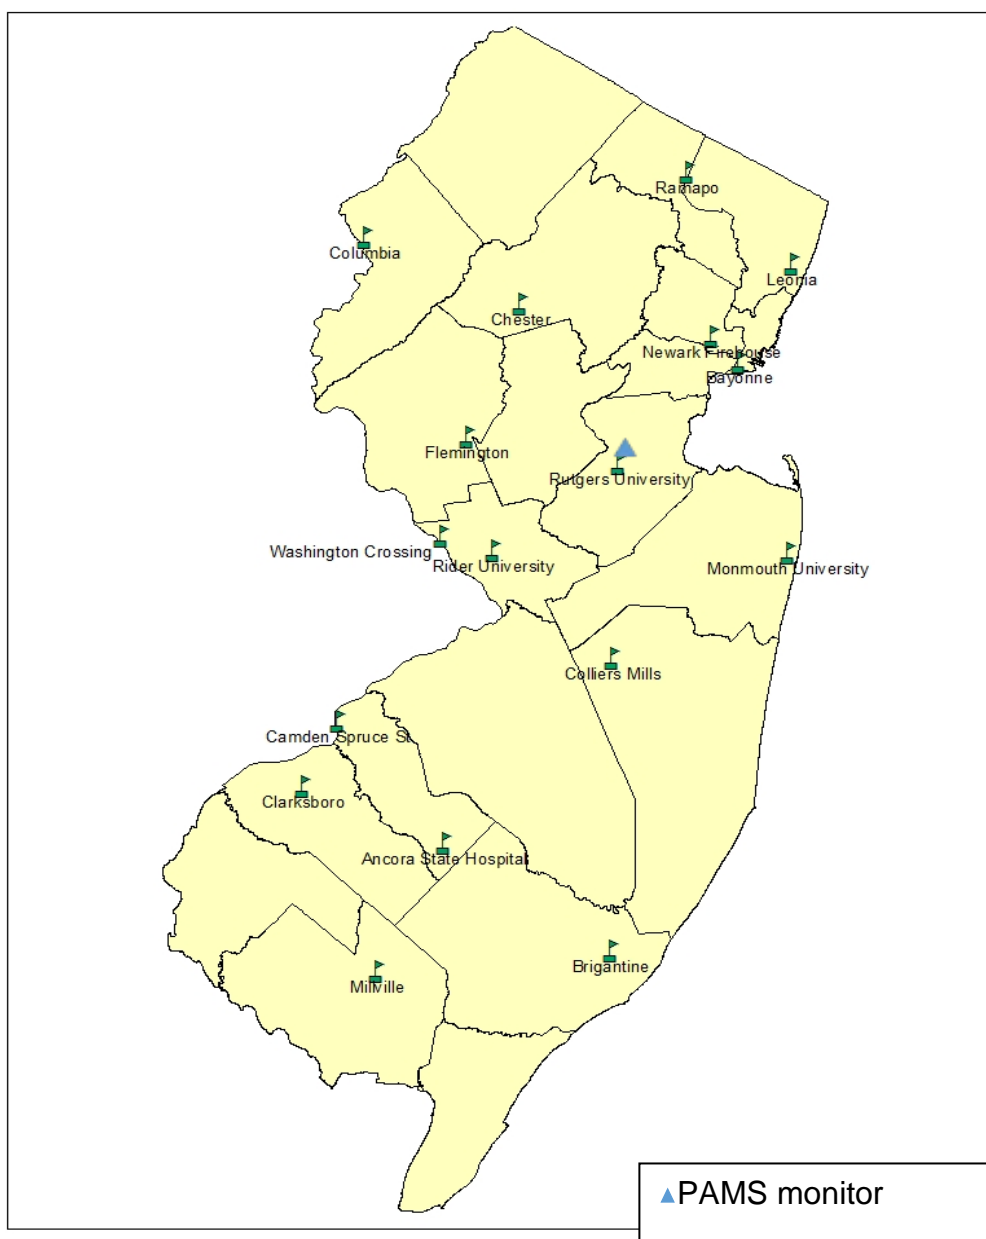 Ramapo
Columbia
Leonia
Chester
Newark Firehouse
Bayonne
Flemington
Rutgers University
Washington Crossing
Rider University
Monmouth University
Colliers Mills
Camden Spruce St
Clarksboro
Ancora State Hospital
Brigantine
Millville
PAMS monitor